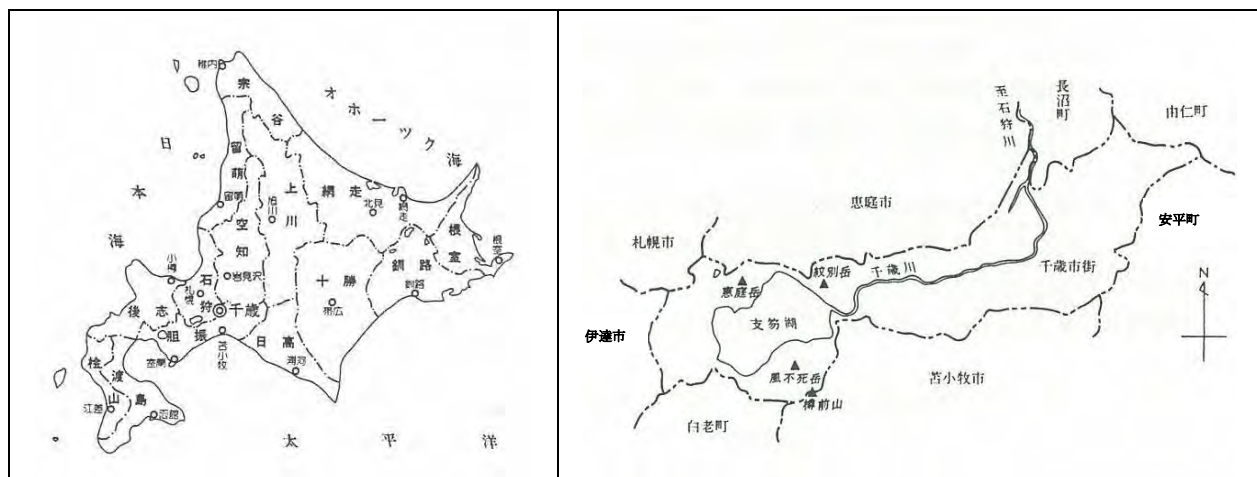 稚内
宗谷
オホーツク海
日本海
留萌
留萌
上川
旭川
網走
北見
網走
空知
根室
根室
釧路
釧路
小樽
石狩
札幌
岩見沢
十勝
帯広
後志
千歳
胆振
苫小牧
日高
浦河
室蘭
桧山
渡島
江差
函館
太平洋
至石狩川
長沼町
由仁町
恵庭市
安平町
札幌市
紋別岳
千歳川
千歳市街
恵庭岳
N
支笏湖
伊達市
風不死岳
苫小牧市
樽前山
白老町